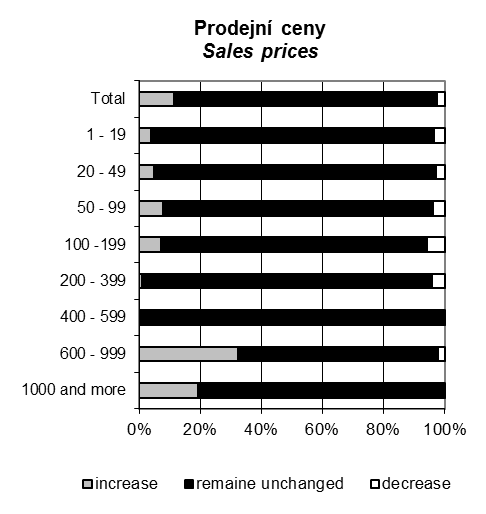 Prodejní ceny
Sales prices
Total
1 - 19
20 - 49
50 - 99
100 -199
200 - 399
400 - 599
600 - 999
1000 and more
0% 20% 40% 60% 80% 100%
increase remaine unchanged decrease